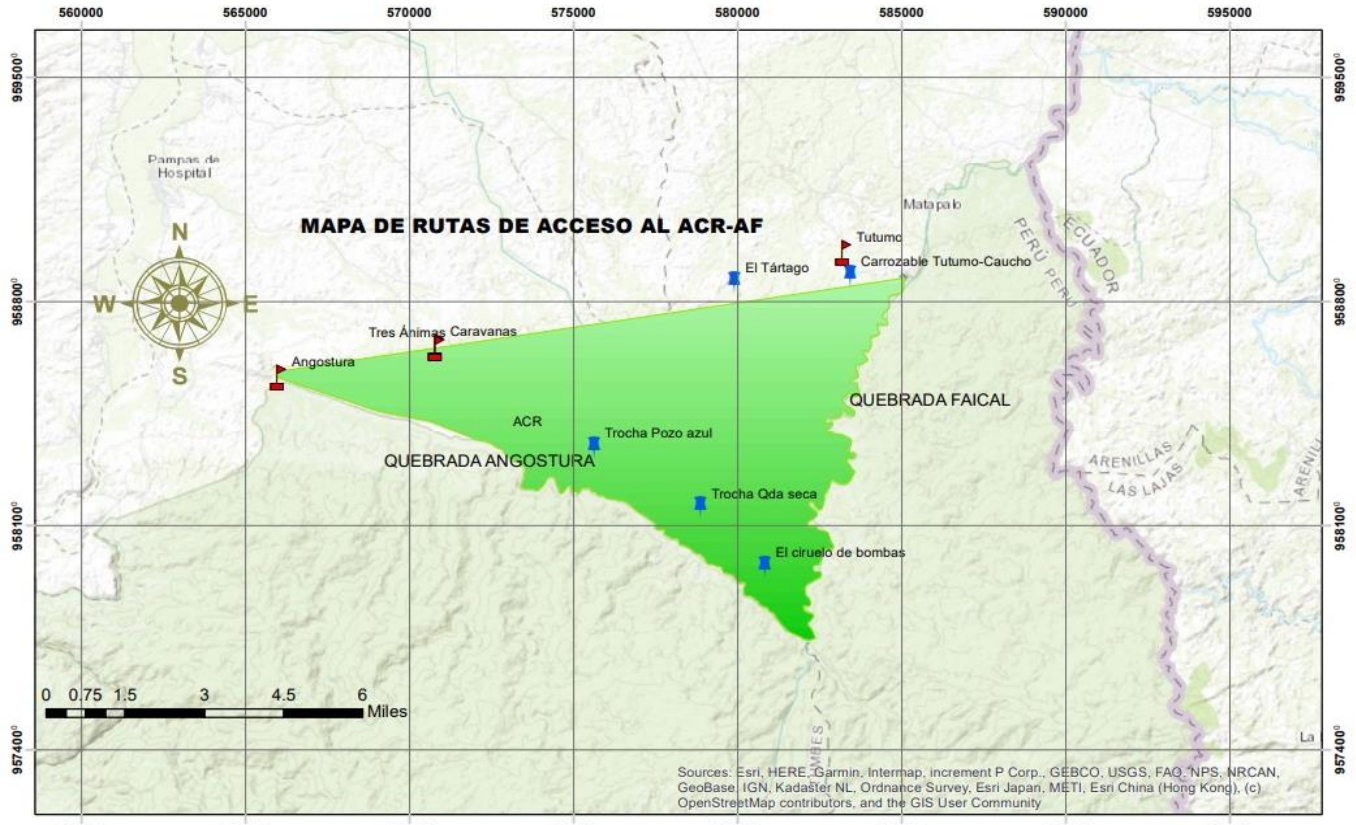 560000 565000 570000 575000 580000 585000 590000 595000
9595000 9595000
Pampas de
Hospital
Matapalo
MAPA DE RUTAS DE ACCESO AL ACR-AF
N
W E
S
Tutumo
Carrozable Tutumo-Caucho
El Tártago
ECUADOR
PERÚ PERÚ
9588000 9588000
Tres Ánimas Caravanas
Angostura
QUEBRADA FAICAL
ACR
Trocha Pozo azul
QUEBRADA ANGOSTURA
ARENILLAS
LAS LAJAS
Trocha Qda seca
9581000 9581000
El ciruelo de bombas
0 0.75 1.5 3 4.5 6
Miles
La
9574000 9574000
Sources: Esri, HERE, Garmin, Intermap, increment P Corp., GEBCO, USGS, FAO, NPS, NRCAN,
GeoBase, IGN, Kadaster NL, Ordnance Survey, Esri Japan, METI, Esri China (Hong Kong), (c)
OpenStreetMap contributors, and the GIS User Community